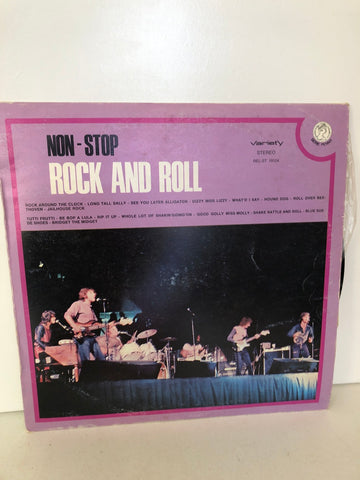 NON-STOP
ROCK AND ROLL
Variety
STEREO
ROCK AROUND THE CLOCK - LONG TALL SALLY - SEE YOU LATER ALLIGATOR - DIZZY MISS LIZZY - WHAT'D I SAY - HOUND DOG - ROLL OVER BEE-
THOVEN - JAILHOUSE ROCK
TUTTI FRUTTI - BE BOP A LULA - RIP IT UP - WHOLE LOT OF SHAKIN'GOING'ON - GOOD GOLLY MISS MOLLY - SHAKE RATTLE AND ROLL - BLUE SUE-
DE SHOES - BRIDGET THE MIDGET